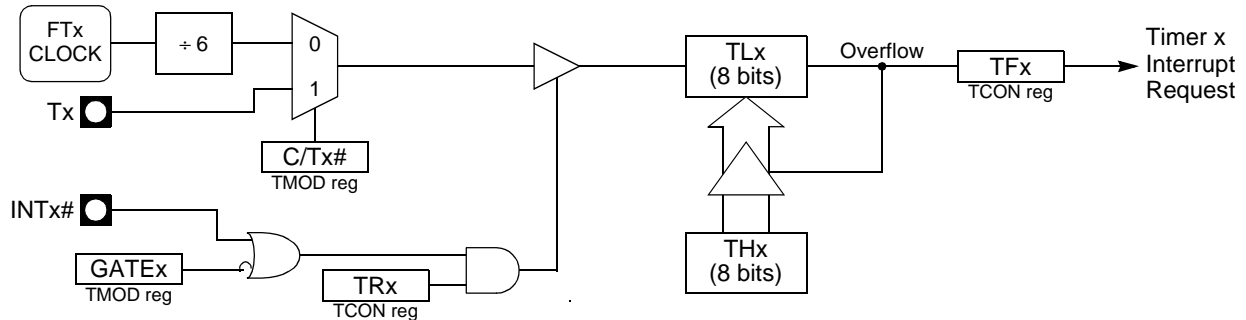 FTx
CLOCK
÷ 6
0
1
Tx
C/Tx#
TMOD reg
TLx
(8 bits)
Overflow
TFx
TCON reg
Timer x
Interrupt
Request
INTx#
GATEx
TMOD reg
TRx
TCON reg
THx
(8 bits)